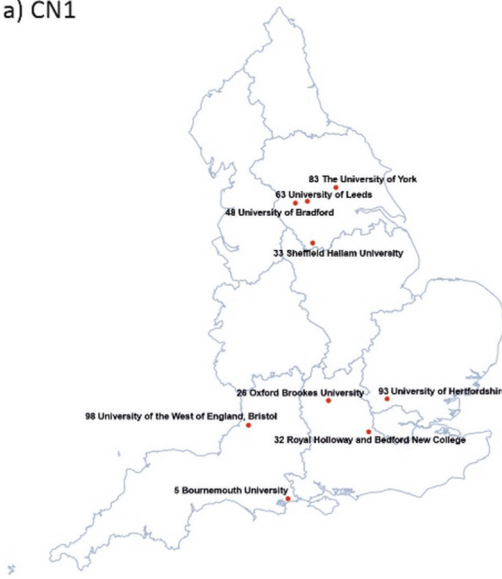 a) CN1
83 The University of York
63 University of Leeds
48 University of Bradford
33 Sheffield Hallam University
26 Oxford Brookes University
93 University of Hertfordshire
98 University of the West of England, Bristol
32 Royal Holloway and Bedford New College
5 Bournemouth University